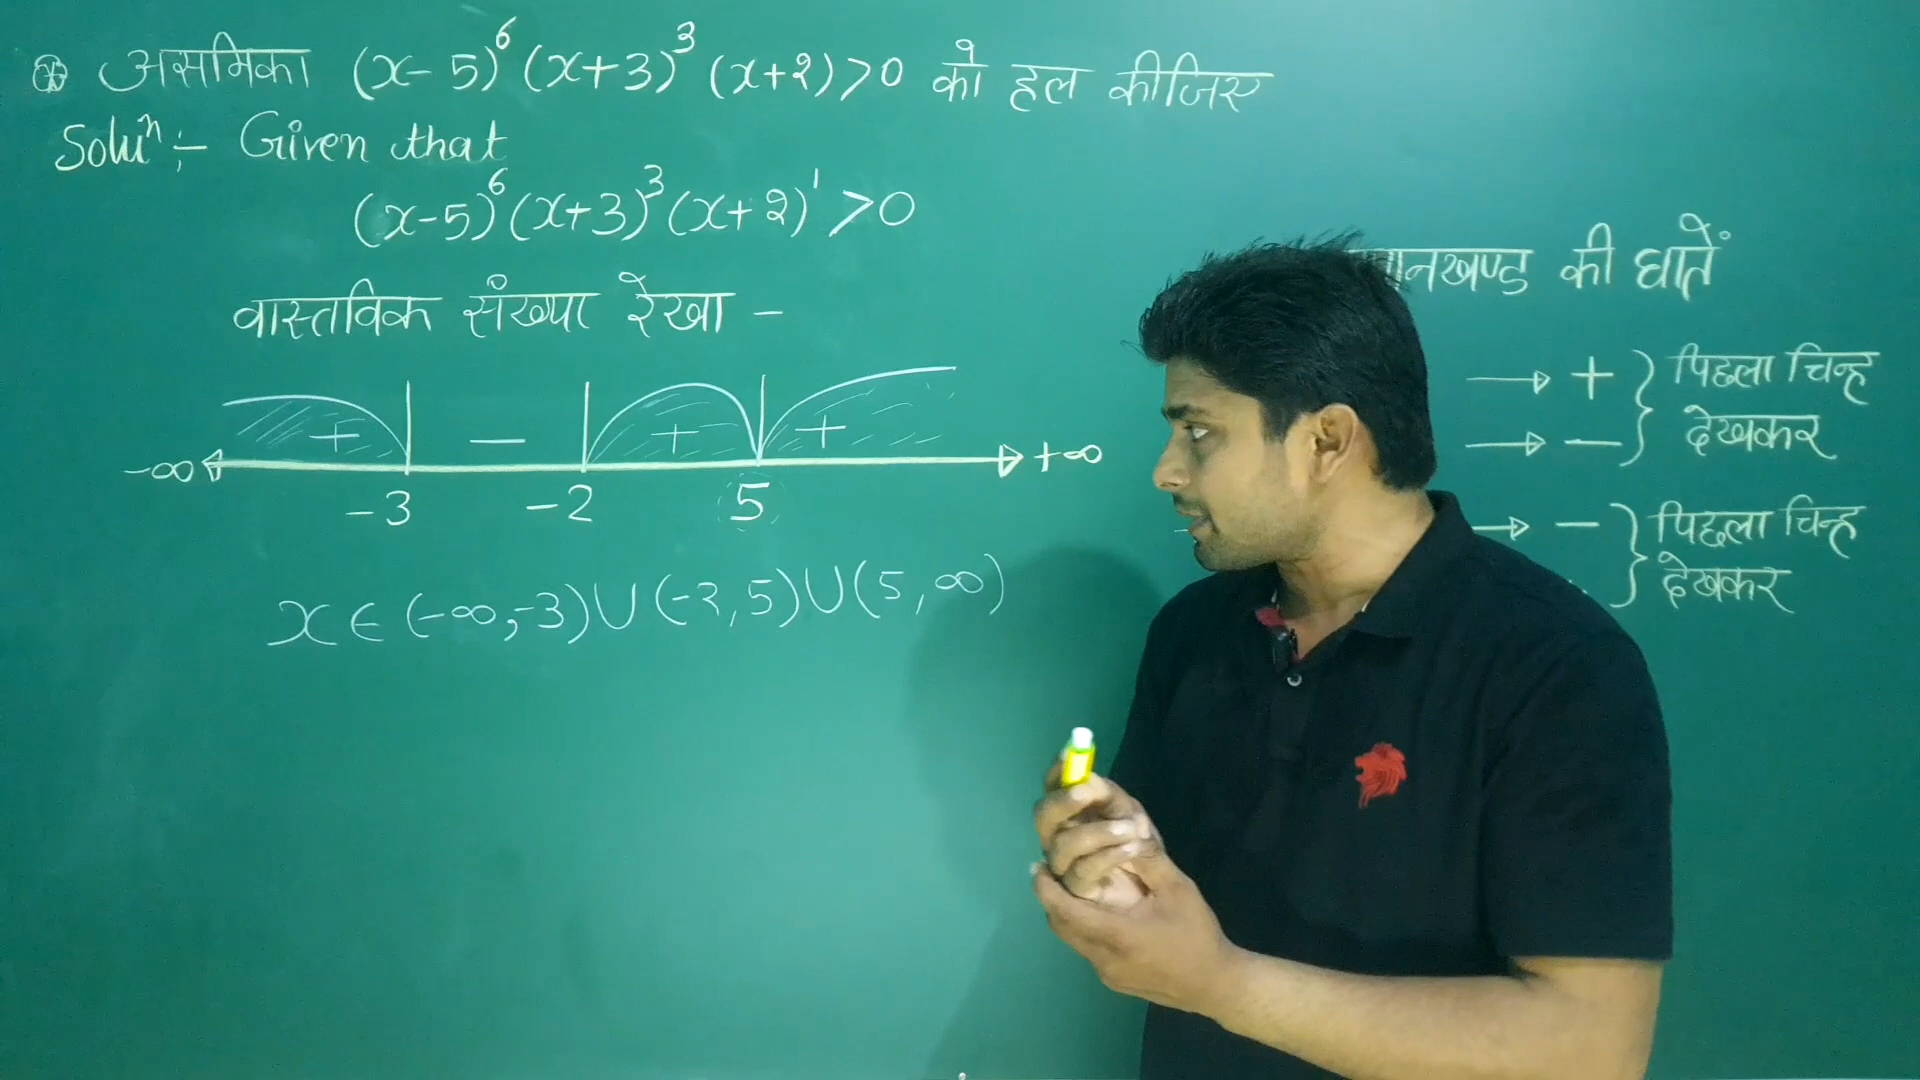 असमिका (x-5)⁶ (x+3)³ (x+2)>0 को हल कीजिए
Soluⁿ:- Given that
(x-5)⁶(x+3)³(x+2)¹ >0
वास्तविक संख्या रेखा -
+ - + +
-∞ +∞
-3 -2 5
x ∈ (-∞,-3)∪(-2,5)∪(5,∞)
की घातें
→ + } पिछला चिन्ह
→ - } देखकर
→ - } पिछला चिन्ह
देखकर